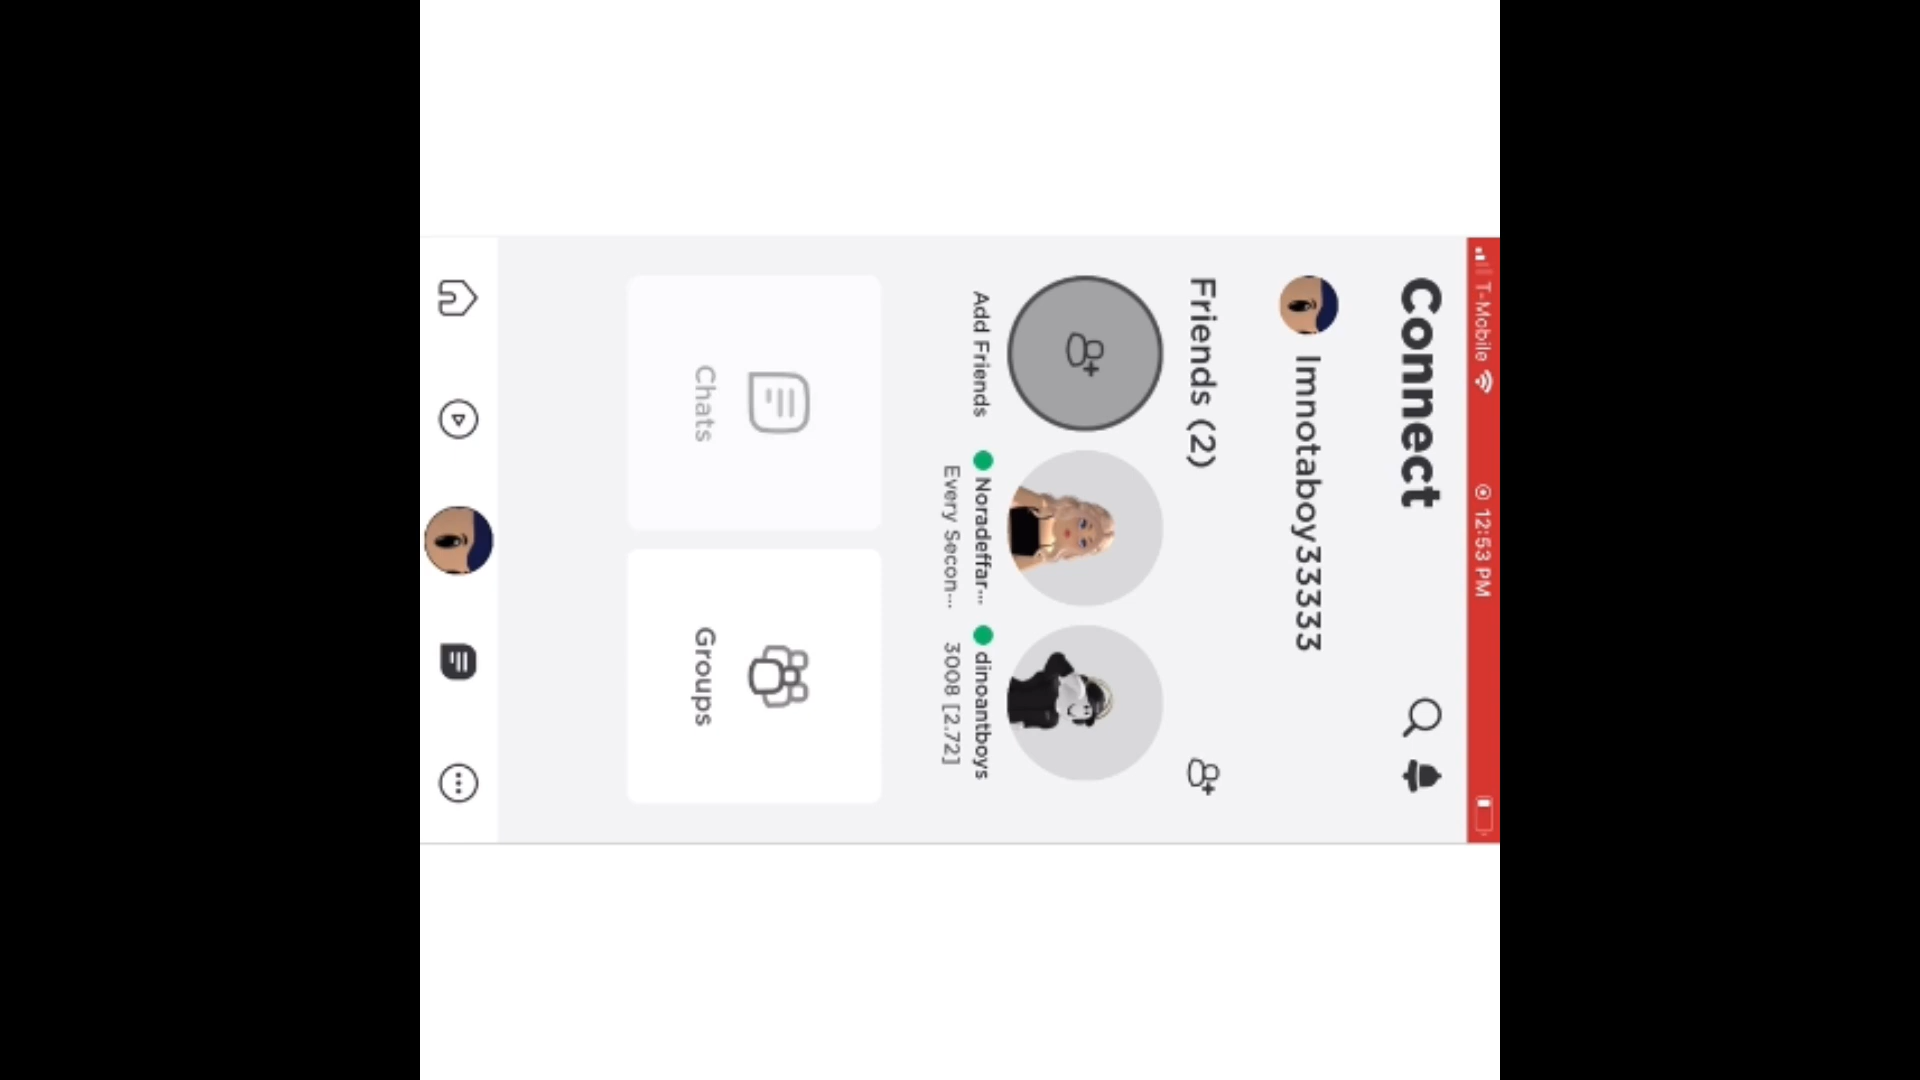 T-Mobile 12:53 PM
Connect
Imnotaboy33333
Friends (2)
Add Friends
Noradeffar...
Every Secon...
dinoantboys
3008 [2.72]
Chats
Groups